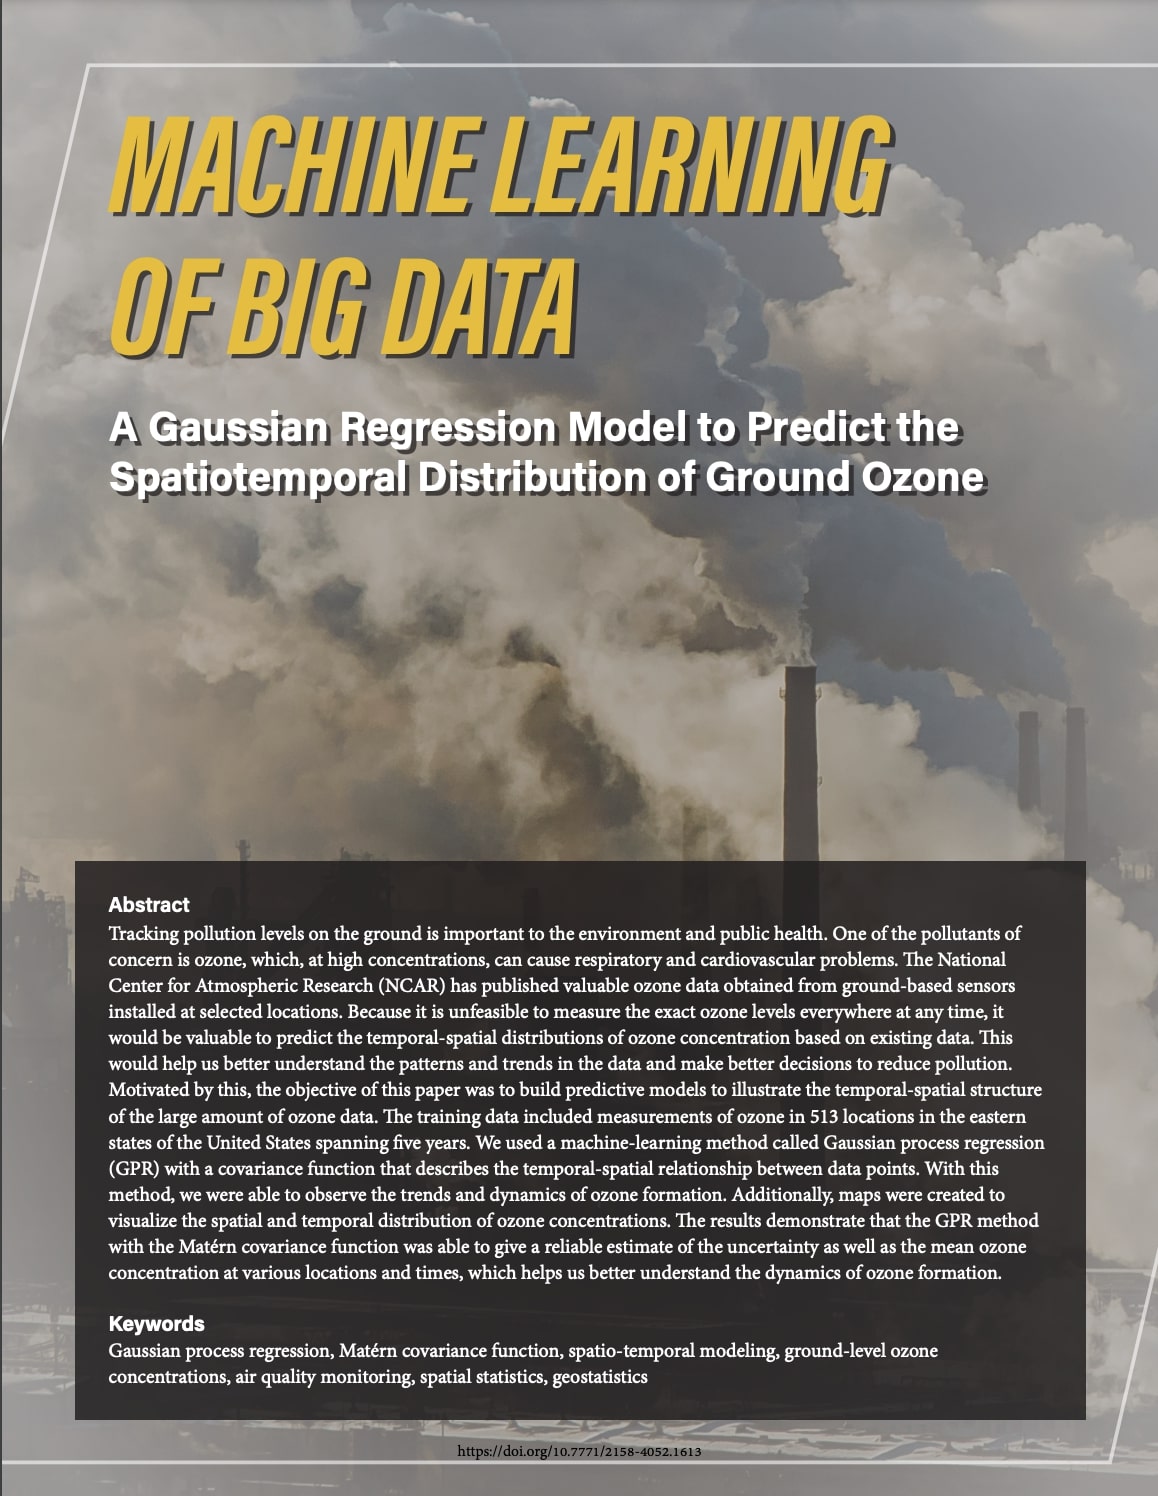 MACHINE LEARNING
OF BIG DATA
A Gaussian Regression Model to Predict the
Spatiotemporal Distribution of Ground Ozone
Abstract
Tracking pollution levels on the ground is important to the environment and public health. One of the pollutants of
concern is ozone, which, at high concentrations, can cause respiratory and cardiovascular problems. The National
Center for Atmospheric Research (NCAR) has published valuable ozone data obtained from ground-based sensors
installed at selected locations. Because it is unfeasible to measure the exact ozone levels everywhere at any time, it
would be valuable to predict the temporal-spatial distributions of ozone concentration based on existing data. This
would help us better understand the patterns and trends in the data and make better decisions to reduce pollution.
Motivated by this, the objective of this paper was to build predictive models to illustrate the temporal-spatial structure
of the large amount of ozone data. The training data included measurements of ozone in 513 locations in the eastern
states of the United States spanning five years. We used a machine-learning method called Gaussian process regression
(GPR) with a covariance function that describes the temporal-spatial relationship between data points. With this
method, we were able to observe the trends and dynamics of ozone formation. Additionally, maps were created to
visualize the spatial and temporal distribution of ozone concentrations. The results demonstrate that the GPR method
with the Matérn covariance function was able to give a reliable estimate of the uncertainty as well as the mean ozone
concentration at various locations and times, which helps us better understand the dynamics of ozone formation.
Keywords
Gaussian process regression, Matérn covariance function, spatio-temporal modeling, ground-level ozone
concentrations, air quality monitoring, spatial statistics, geostatistics
https://doi.org/10.7771/2158-4052.1613